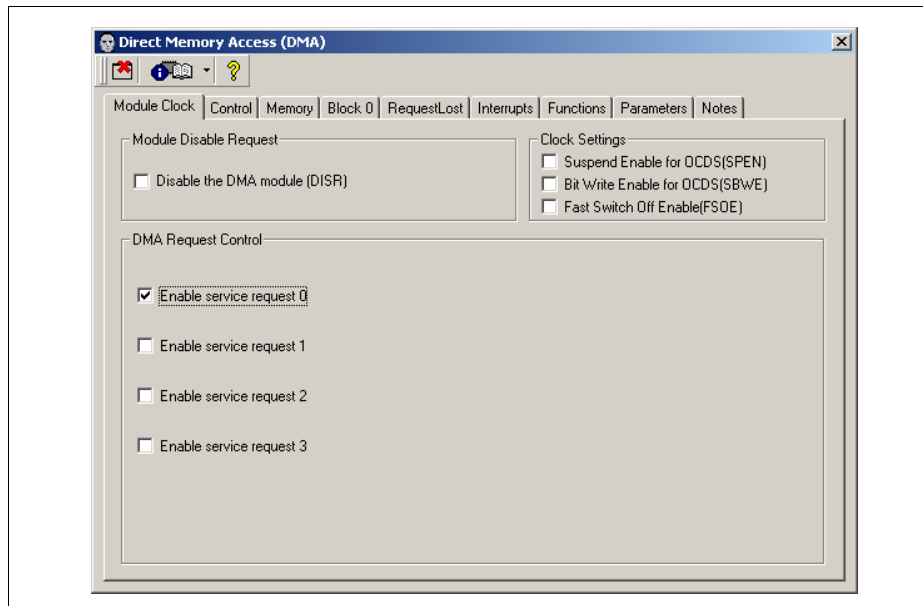 Direct Memory Access (DMA)
Module Clock Control Memory Block 0 RequestLost Interrupts Functions Parameters Notes
Module Disable Request
Disable the DMA module (DISR)
Clock Settings
Suspend Enable for OCDS(SPEN)
Bit Write Enable for OCDS(SBWE)
Fast Switch Off Enable(FSOE)
DMA Request Control
Enable service request 0
Enable service request 1
Enable service request 2
Enable service request 3